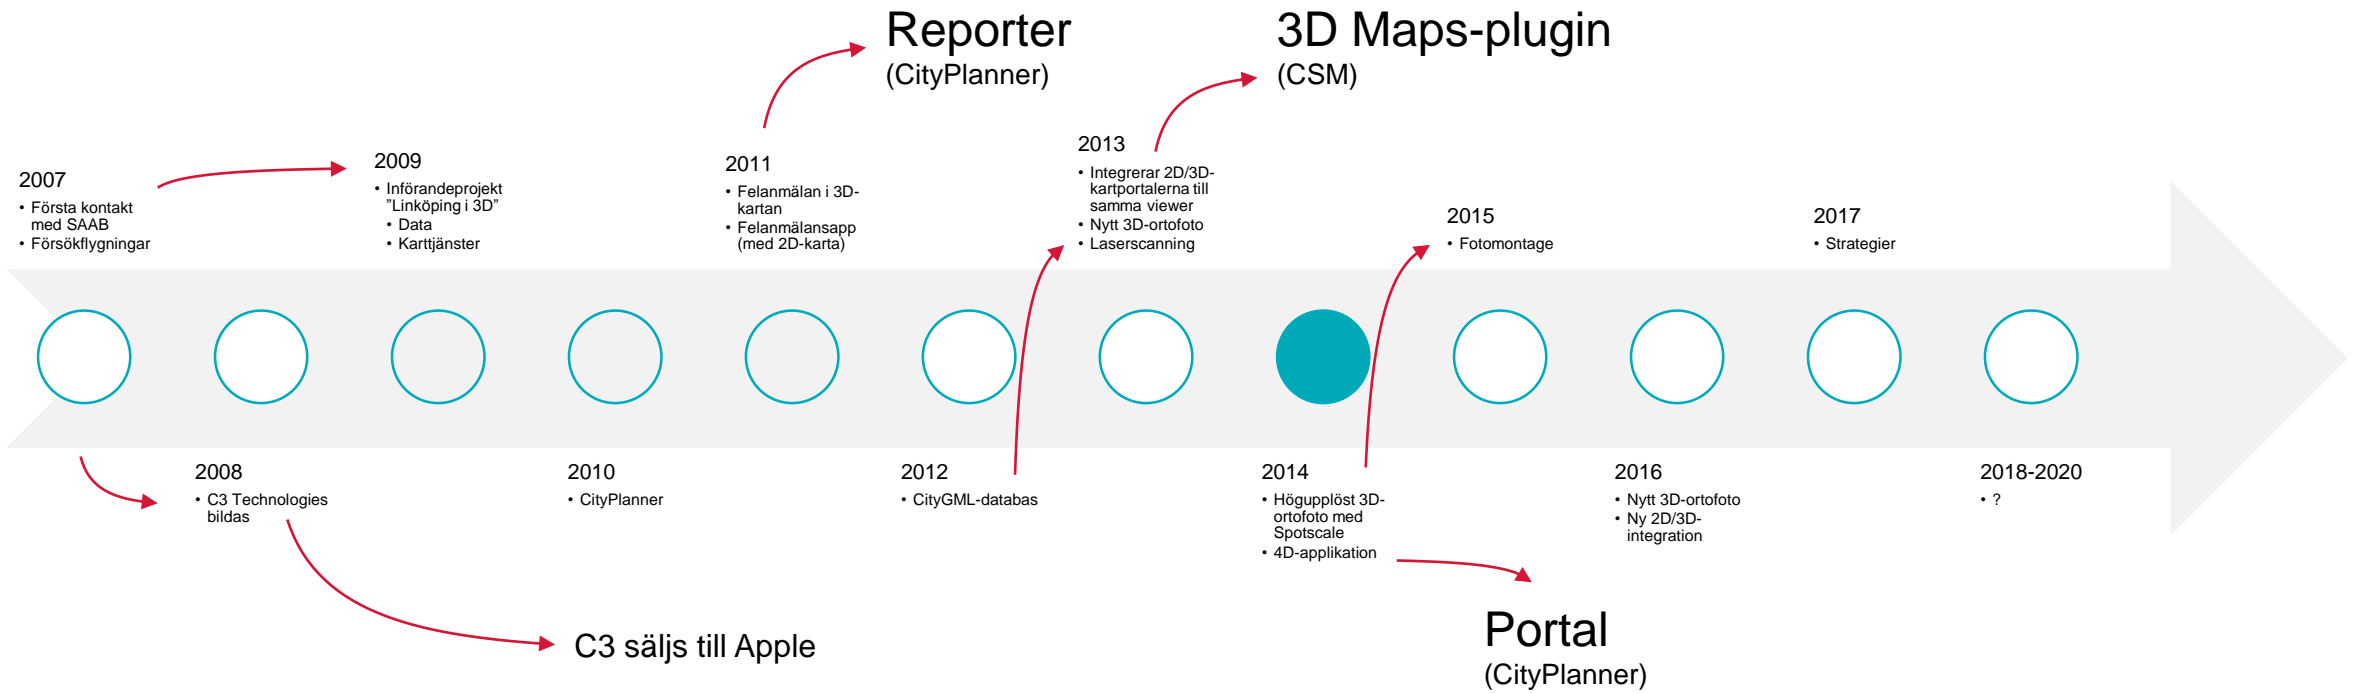 Reporter
(CityPlanner)
3D Maps-plugin
(CSM)
2007
• Första kontakt
med SAAB
• Försökflygningar
2009
• Införandeprojekt
”Linköping i 3D”
• Data
• Karttjänster
2011
• Felanmälan i 3D-
kartan
• Felanmälansapp
(med 2D-karta)
2013
• Integrerar 2D/3D-
kartportalerna till
samma viewer
• Nytt 3D-ortofoto
• Laserscanning
2015
• Fotomontage
2017
• Strategier
2008
• C3 Technologies
bildas
2010
• CityPlanner
2012
• CityGML-databas
2014
• Högupplöst 3D-
ortofoto med
Spotscale
• 4D-applikation
2016
• Nytt 3D-ortofoto
• Ny 2D/3D-
integration
2018-2020
• ?
C3 säljs till Apple
Portal
(CityPlanner)